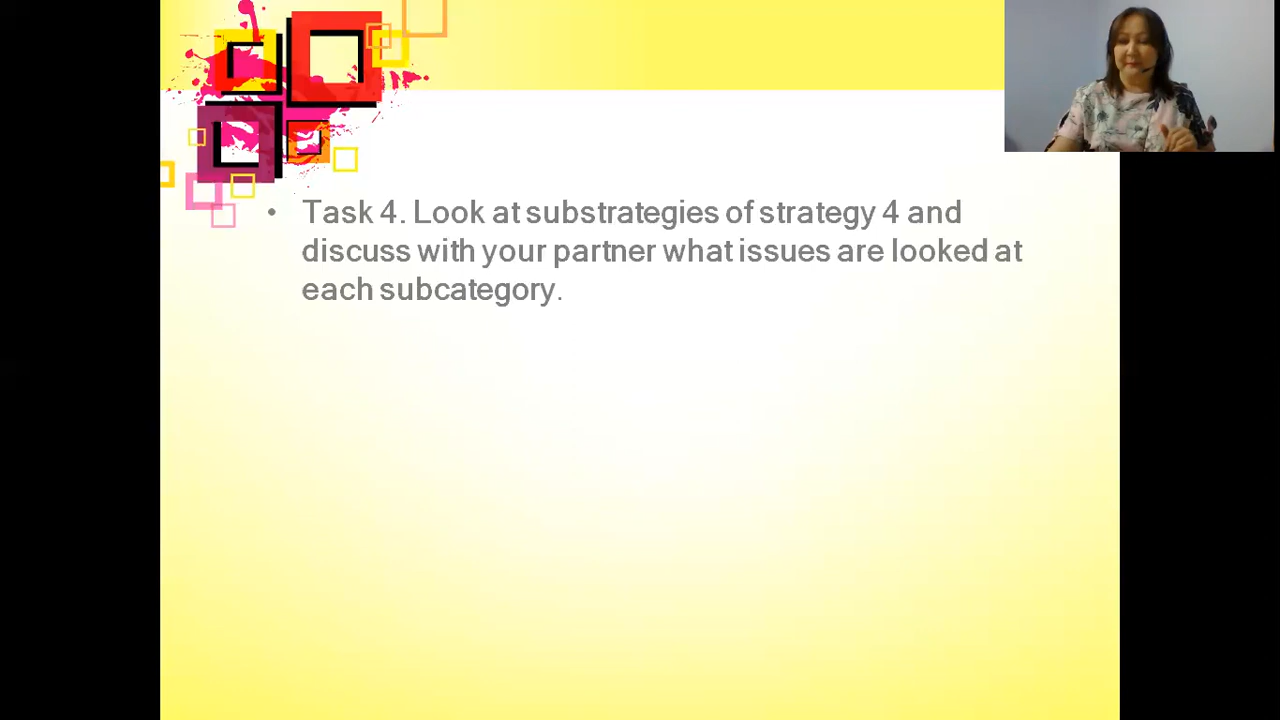 • Task 4. Look at substrategies of strategy 4 and
discuss with your partner what issues are looked at
each subcategory.